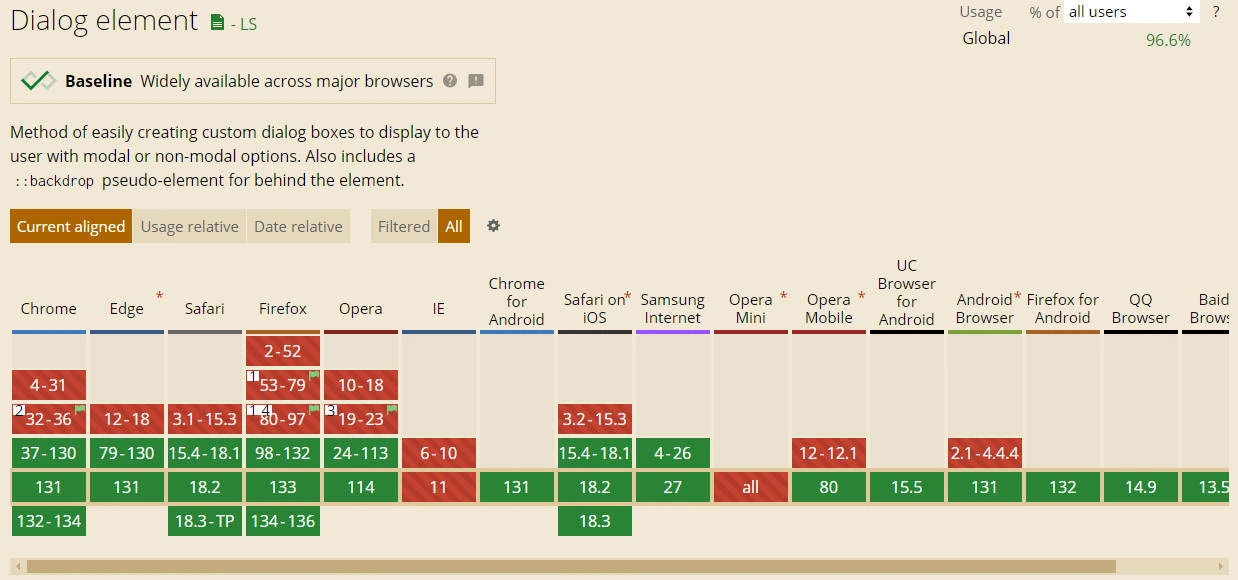 Dialog element - LS
Usage % of all users ?
Global 96.6%
Baseline Widely available across major browsers
Method of easily creating custom dialog boxes to display to the
user with modal or non-modal options. Also includes a
::backdrop pseudo-element for behind the element.
Current aligned Usage relative Date relative Filtered All
Chrome Edge * Safari Firefox Opera IE Chrome for Android Safari on iOS * Samsung Internet Opera Mini * Opera Mobile * UC Browser for Android Android Browser * Firefox for Android QQ Browser Baid Brows
2-52
4-31 1 53-79 10-18
2 32-36 12-18 3.1-15.3 1 4 80-97 3 19-23 3.2-15.3
37-130 79-130 15.4-18.1 98-132 24-113 6-10 15.4-18.1 4-26 12-12.1 2.1-4.4.4
131 131 18.2 133 114 11 131 18.2 27 all 80 15.5 131 132 14.9 13.5
132-134 18.3-TP 134-136 18.3